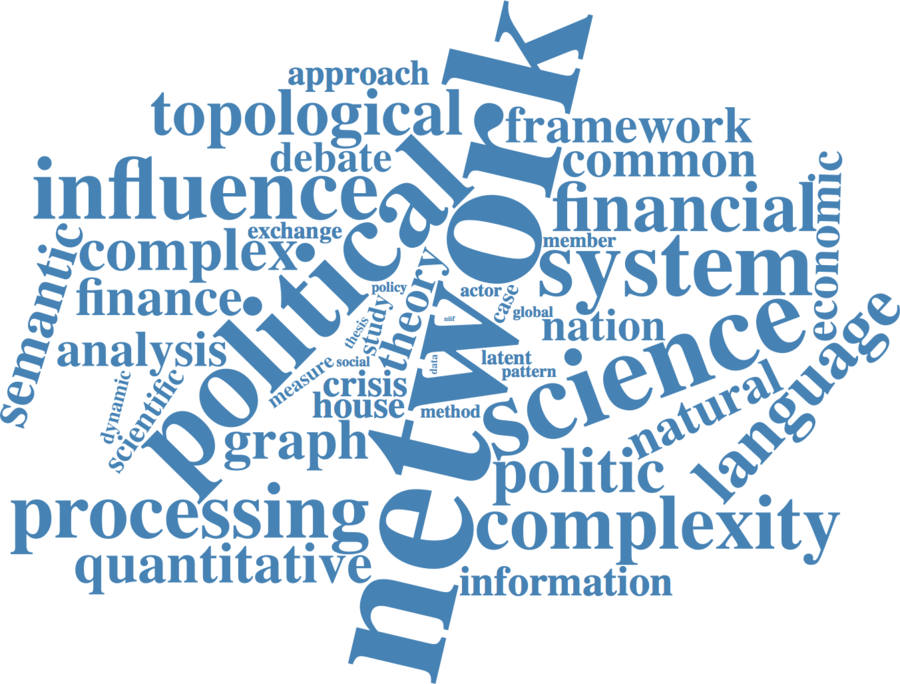 approach
topological
framework
debate
common
influence
financial
economic
exchange
member
complex
system
semantic
political
network
finance
policy
actor
case
global
theory
study
thesis
nation
analysis
latent
social
data
pattern
measure
crisis
science
language
dynamic
scientific
house
method
natural
graph
politic
processing
complexity
quantitative
information